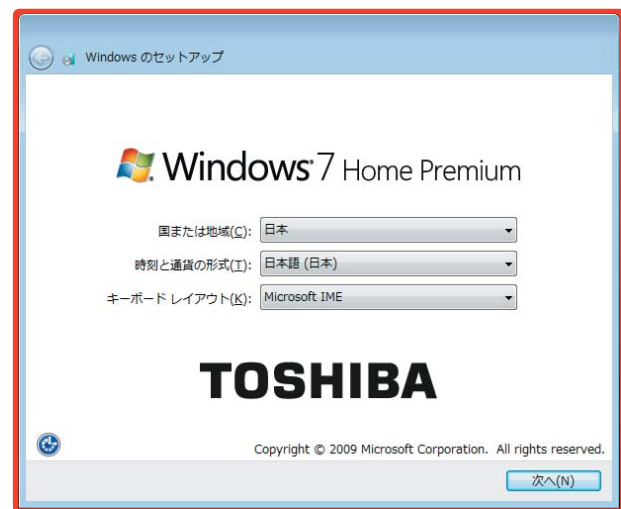 Windows のセットアップ
Windows 7 Home Premium
国または地域(C): 日本
時刻と通貨の形式(T): 日本語 (日本)
キーボード レイアウト(K): Microsoft IME
TOSHIBA
Copyright © 2009 Microsoft Corporation. All rights reserved.
次へ(N)